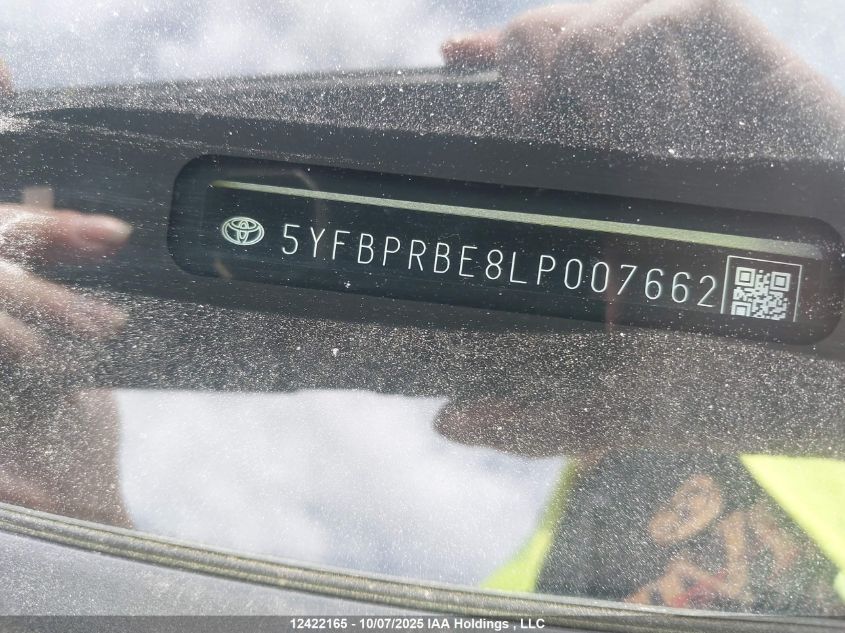 5YFBPRBE8LP007662
12422165 - 10/07/2025 IAA Holdings , LLC